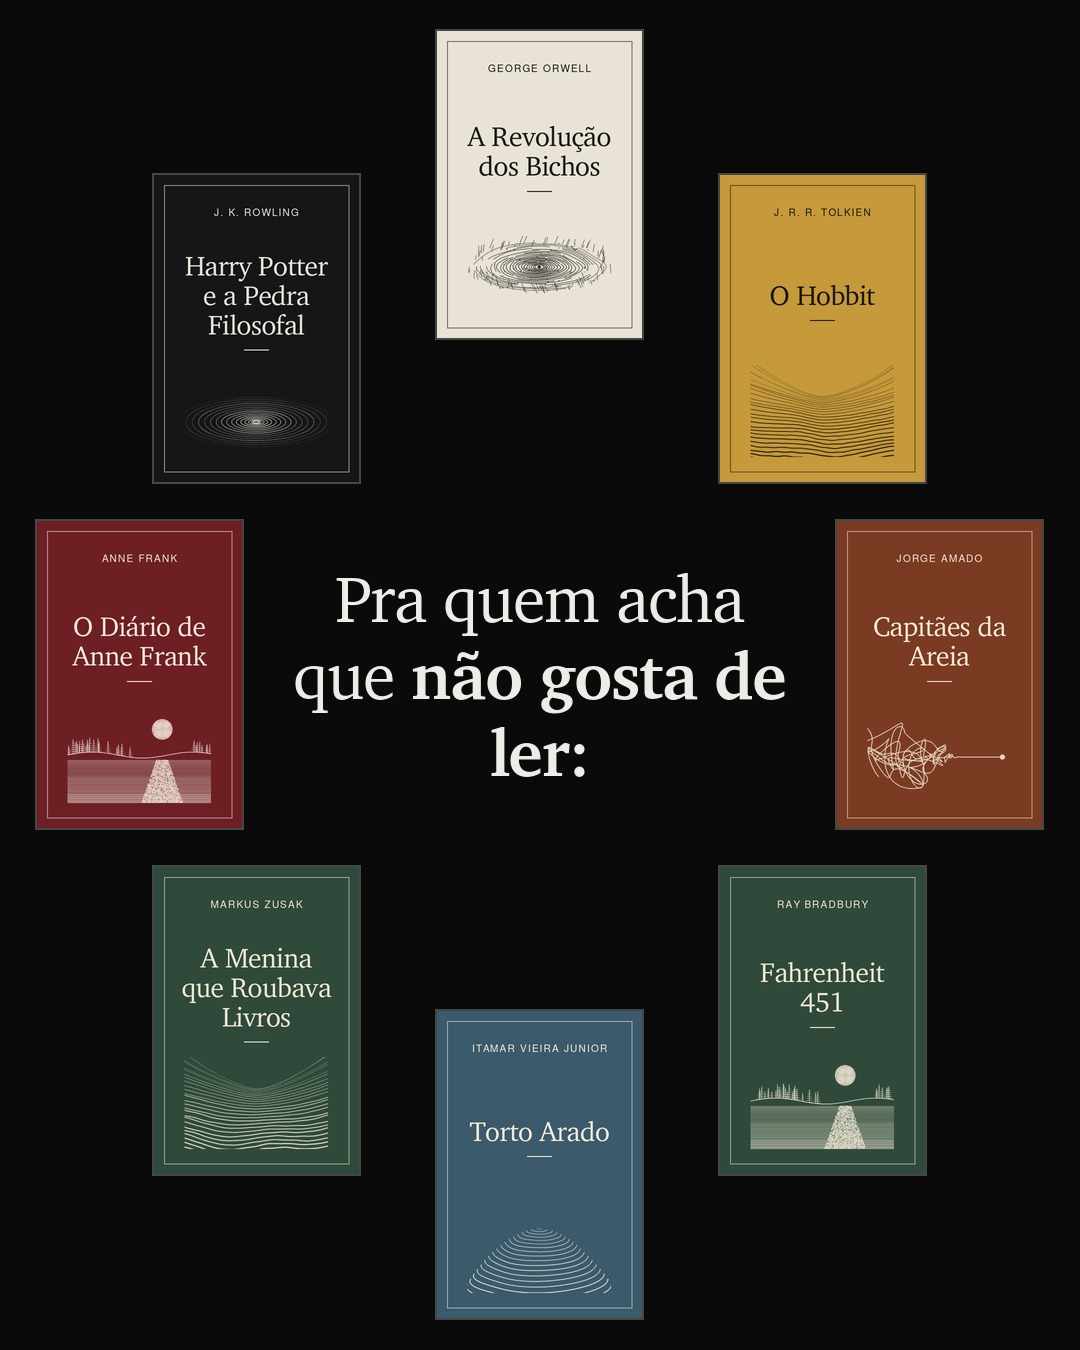 GEORGE ORWELL
A Revolução
dos Bichos
J. K. ROWLING
Harry Potter
e a Pedra
Filosofal
J. R. R. TOLKIEN
O Hobbit
ANNE FRANK
O Diário de
Anne Frank
Pra quem acha
que não gosta de
ler:
JORGE AMADO
Capitães da
Areia
MARKUS ZUSAK
A Menina
que Roubava
Livros
ITAMAR VIEIRA JUNIOR
Torto Arado
RAY BRADBURY
Fahrenheit
451